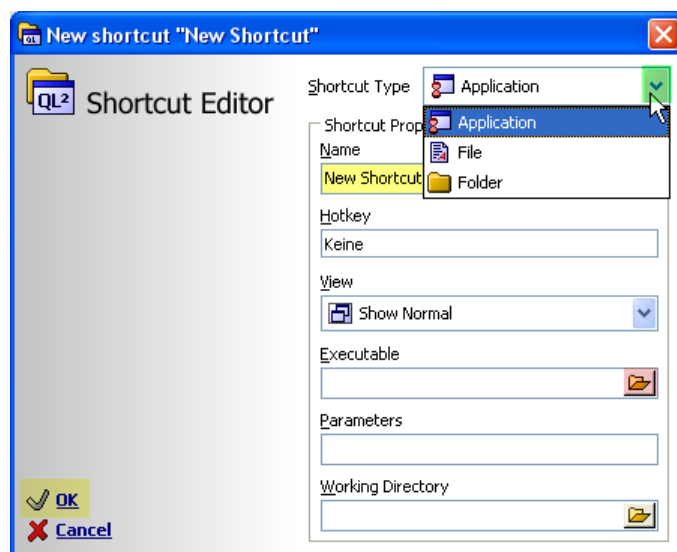 New shortcut "New Shortcut"
QL² Shortcut Editor
Shortcut Type Application
Application
File
Folder
Shortcut Prop
Name
New Shortcut
Hotkey
Keine
View
Show Normal
Executable
Parameters
Working Directory
OK
Cancel